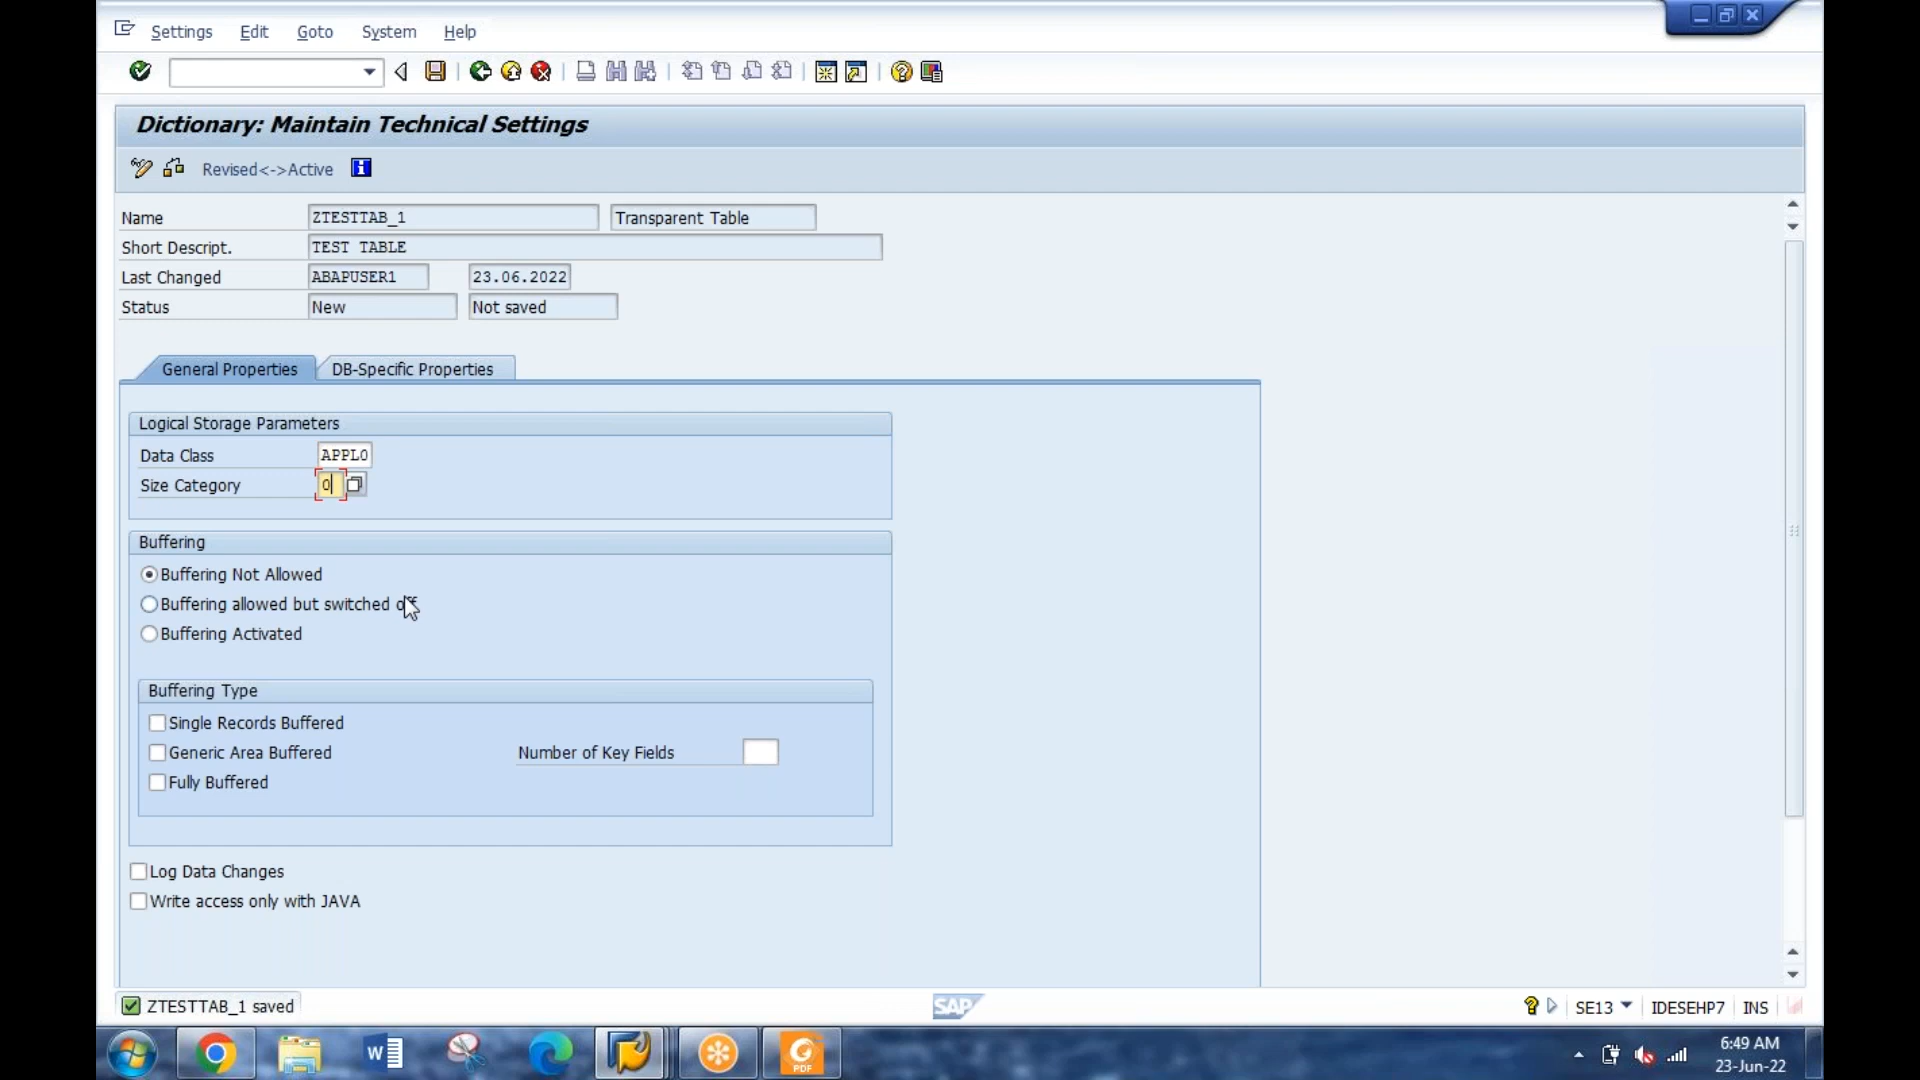 Settings Edit Goto System Help
Dictionary: Maintain Technical Settings
Revised<->Active
Name ZTESTTAB_1 Transparent Table
Short Descript. TEST TABLE
Last Changed ABAPUSER1 23.06.2022
Status New Not saved
General Properties DB-Specific Properties
Logical Storage Parameters
Data Class APPL0
Size Category 0
Buffering
Buffering Not Allowed
Buffering allowed but switched off
Buffering Activated
Buffering Type
Single Records Buffered
Generic Area Buffered Number of Key Fields
Fully Buffered
Log Data Changes
Write access only with JAVA
ZTESTTAB_1 saved SAP SE13 IDESEHP7 INS
W PDF 6:49 AM
23-Jun-22